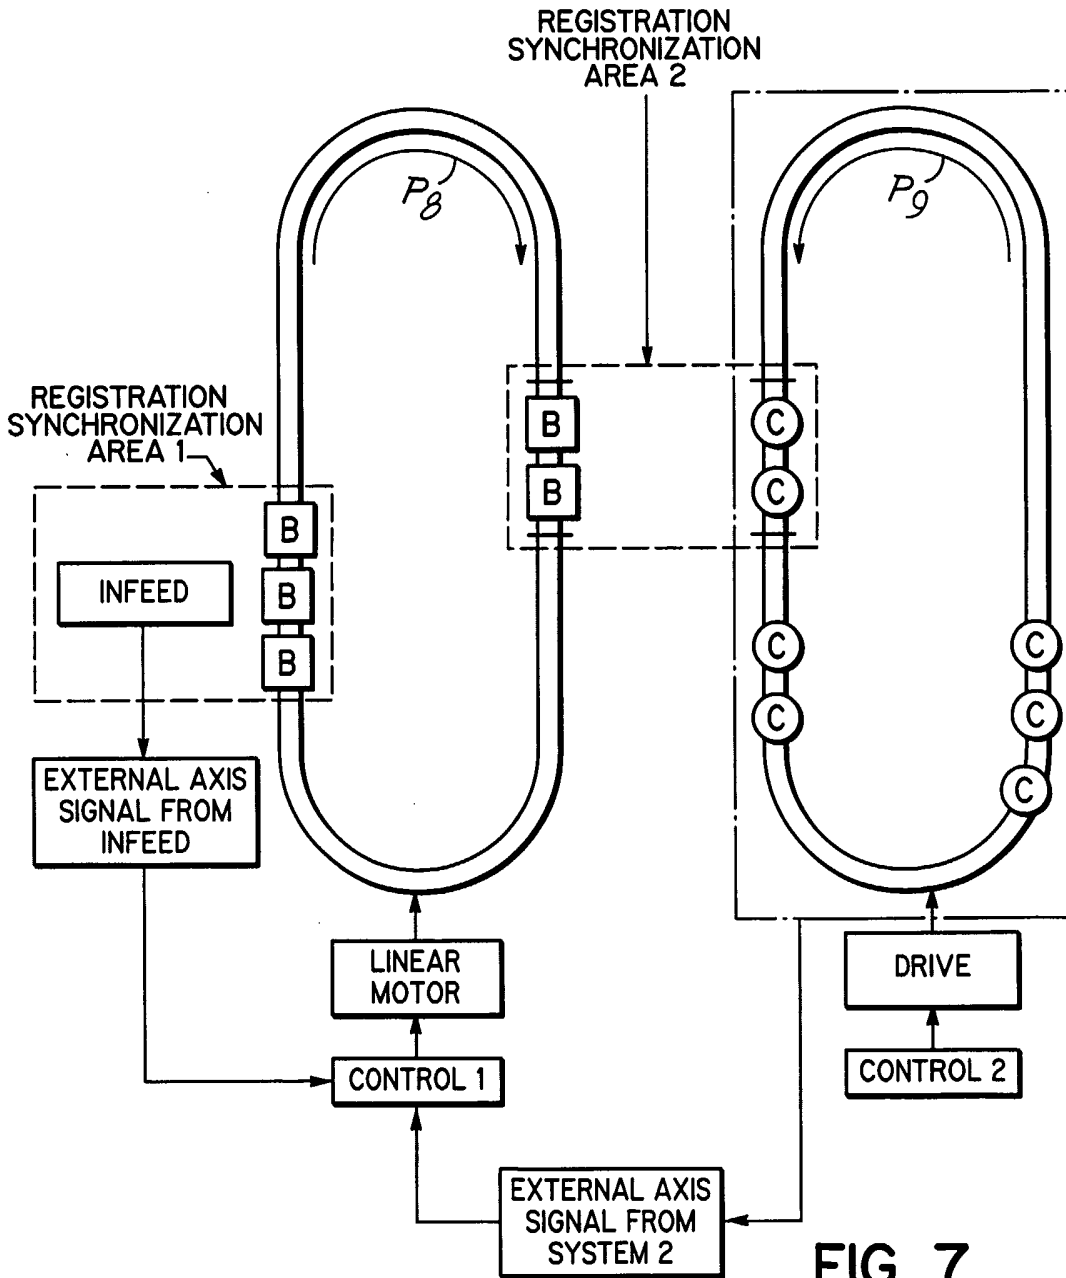 REGISTRATION
SYNCHRONIZATION
AREA 2
P8
P9
REGISTRATION
SYNCHRONIZATION
AREA 1
B
B
C
C
B
B
B
INFEED
C
C
C
C
C
EXTERNAL AXIS
SIGNAL FROM
INFEED
LINEAR
MOTOR
DRIVE
CONTROL 1
CONTROL 2
EXTERNAL AXIS
SIGNAL FROM
SYSTEM 2
FIG. 7